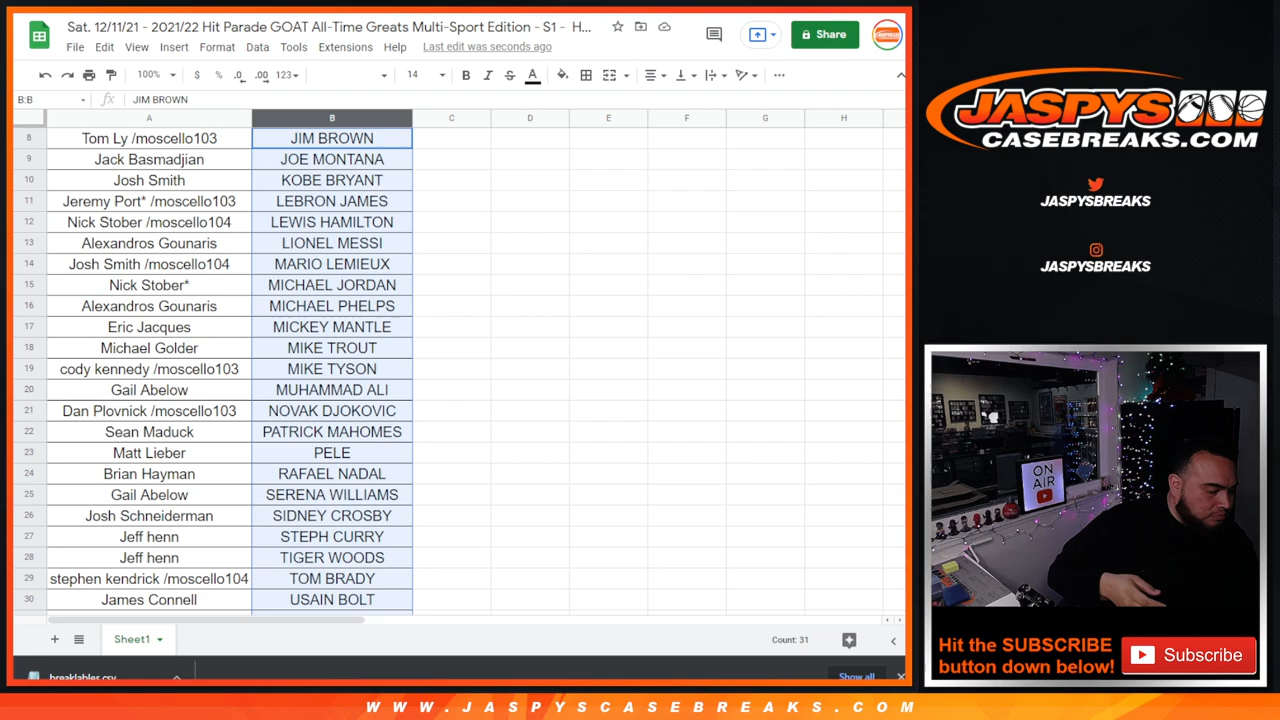 Sat. 12/11/21 - 2021/22 Hit Parade GOAT All-Time Greats Multi-Sport Edition - S1 - H...
File Edit View Insert Format Data Tools Extensions Help Last edit was seconds ago
Share
100% $ % .0 .00 123 14 B I S A
B:B fx JIM BROWN
A B C D E F G H
8 Tom Ly /moscello103 JIM BROWN
9 Jack Basmadjian JOE MONTANA
10 Josh Smith KOBE BRYANT
11 Jeremy Port* /moscello103 LEBRON JAMES
12 Nick Stober /moscello104 LEWIS HAMILTON
13 Alexandros Gounaris LIONEL MESSI
14 Josh Smith /moscello104 MARIO LEMIEUX
15 Nick Stober* MICHAEL JORDAN
16 Alexandros Gounaris MICHAEL PHELPS
17 Eric Jacques MICKEY MANTLE
18 Michael Golder MIKE TROUT
19 cody kennedy /moscello103 MIKE TYSON
20 Gail Abelow MUHAMMAD ALI
21 Dan Plovnick /moscello103 NOVAK DJOKOVIC
22 Sean Maduck PATRICK MAHOMES
23 Matt Lieber PELE
24 Brian Hayman RAFAEL NADAL
25 Gail Abelow SERENA WILLIAMS
26 Josh Schneiderman SIDNEY CROSBY
27 Jeff henn STEPH CURRY
28 Jeff henn TIGER WOODS
29 stephen kendrick /moscello104 TOM BRADY
30 James Connell USAIN BOLT
Sheet1
Count: 31
breaklables.csv
Show all
JASPYS
CASEBREAKS.COM
JASPYSBREAKS
JASPYSBREAKS
ON
AIR
Hit the SUBSCRIBE
button down below!
Subscribe
WWW.JASPYSCASEBREAKS.COM